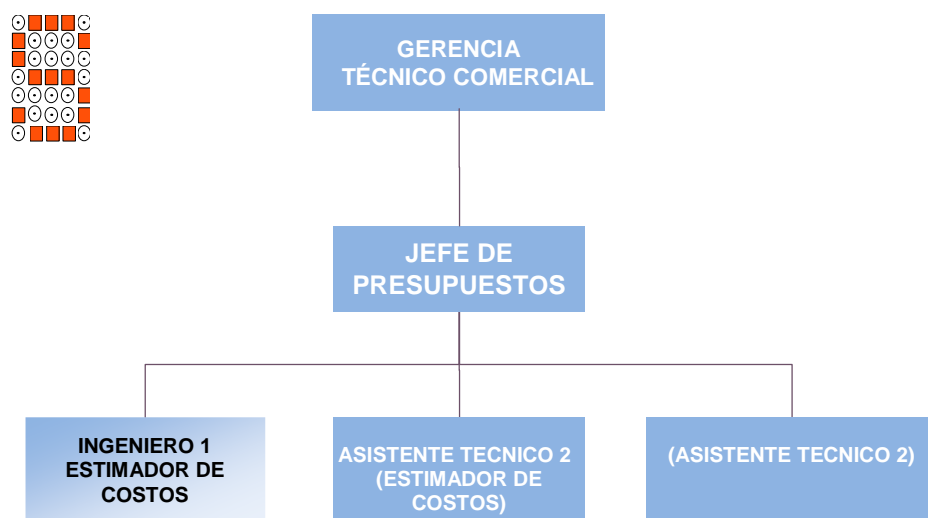 GERENCIA
TÉCNICO COMERCIAL
JEFE DE
PRESUPUESTOS
INGENIERO 1
ESTIMADOR DE
COSTOS
ASISTENTE TECNICO 2
(ESTIMADOR DE
COSTOS)
(ASISTENTE TECNICO 2)